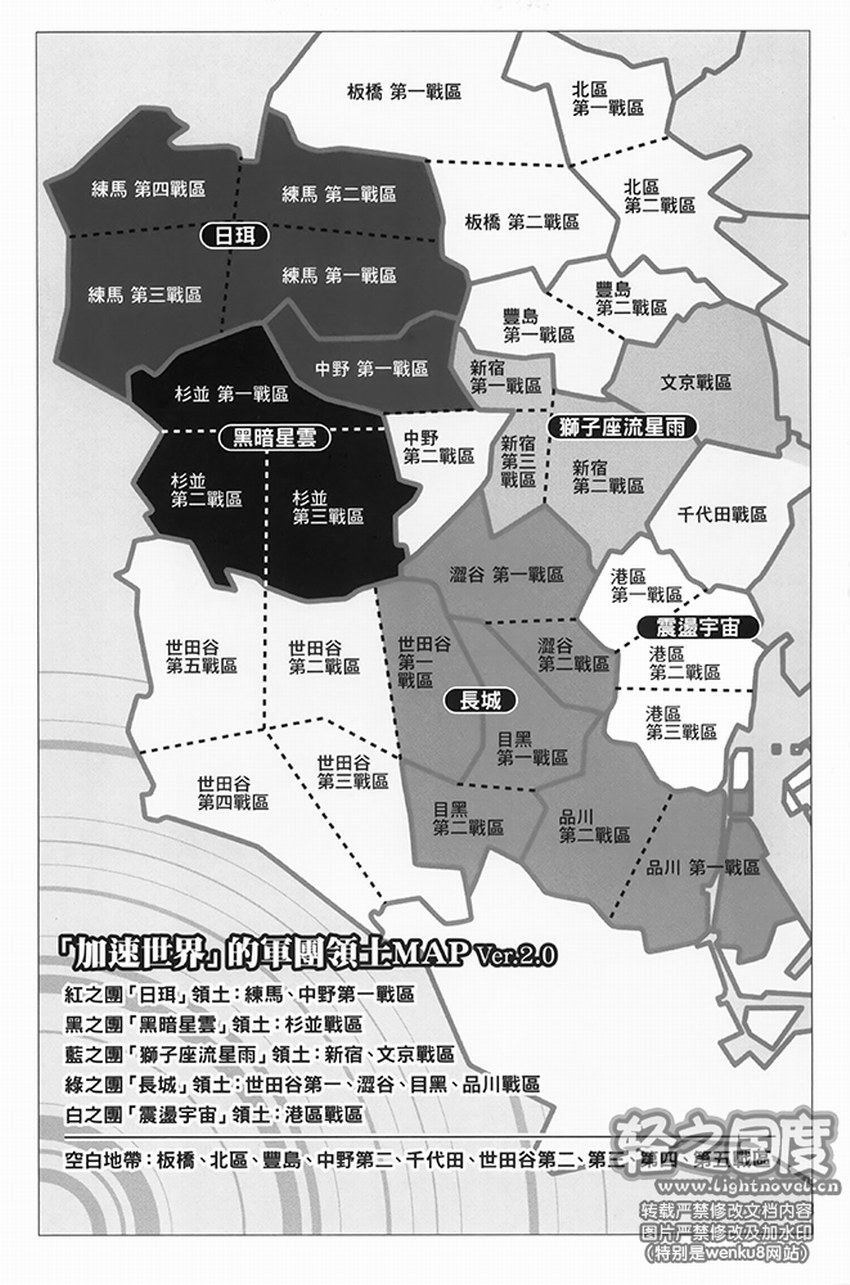 板橋 第一戰區
北區
第一戰區
練馬 第四戰區
練馬 第二戰區
北區
第二戰區
板橋 第二戰區
日珥
練馬 第三戰區
練馬 第一戰區
豐島
第一戰區
豐島
第二戰區
中野 第一戰區
新宿
第一戰區
文京戰區
杉並 第一戰區
黑暗星雲
中野
第二戰區
獅子座流星雨
新宿
第三
戰區
新宿
第二戰區
杉並
第二戰區
杉並
第三戰區
千代田戰區
澀谷 第一戰區
港區
第一戰區
震盪宇宙
世田谷
第五戰區
世田谷
第二戰區
世田谷
第一
戰區
澀谷
第二戰區
港區
第二戰區
長城
港區
第三戰區
目黑
第一戰區
世田谷
第四戰區
世田谷
第三戰區
目黑
第二戰區
品川
第二戰區
品川 第一戰區
「加速世界」的軍團領土MAP Ver.2.0
紅之團「日珥」領土：練馬、中野第一戰區
黑之團「黑暗星雲」領土：杉並戰區
藍之團「獅子座流星雨」領土：新宿、文京戰區
綠之團「長城」領土：世田谷第一、澀谷、目黑、品川戰區
白之團「震盪宇宙」領土：港區戰區
空白地帶：板橋、北區、豐島、中野第二、千代田、世田谷第二、第三、第四、第五戰區
轻之国度
www.lightnovel.cn
转载严禁修改文档内容
图片严禁修改及加水印
（特别是wenku8网站）